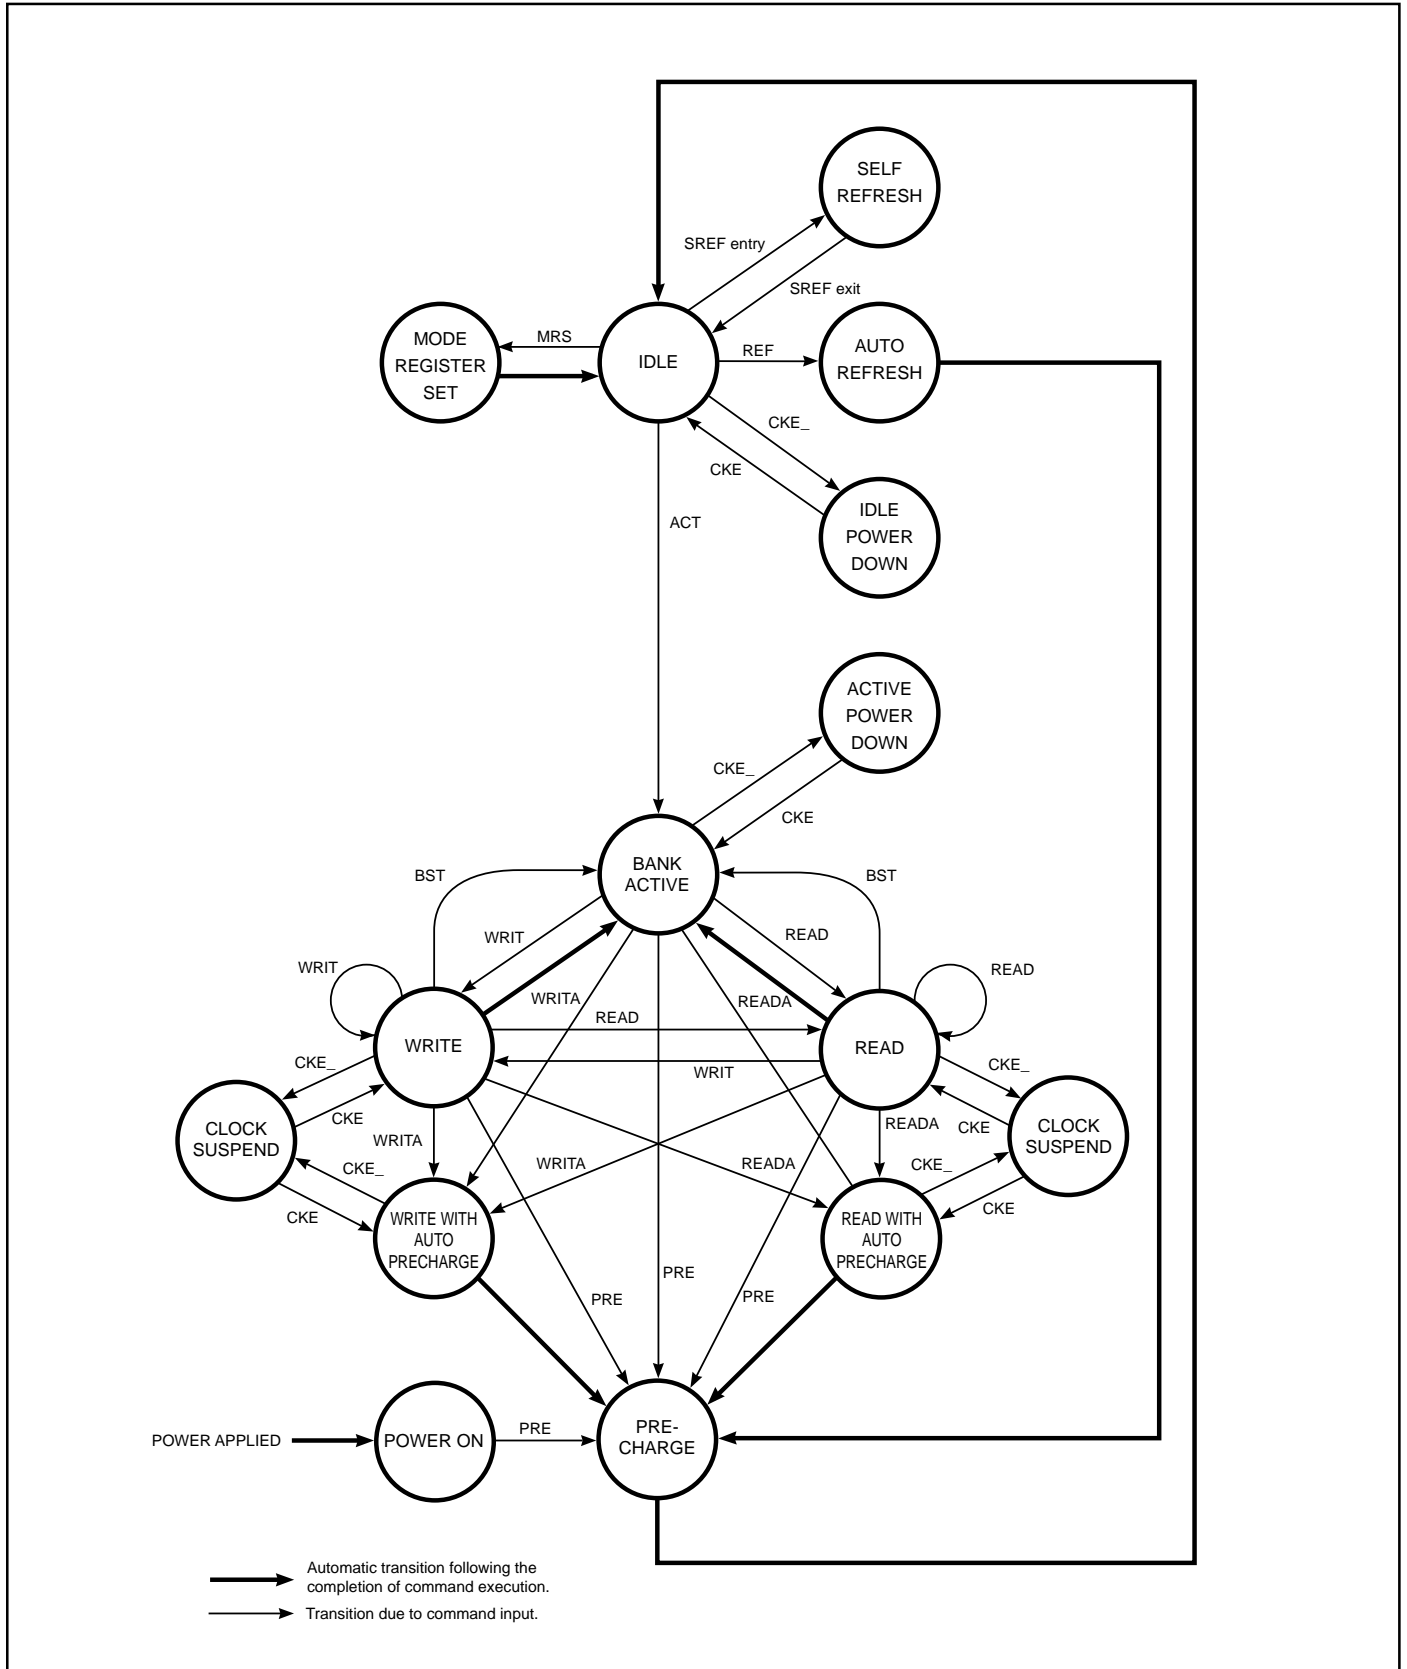 SELF
REFRESH
SREF entry
SREF exit
MODE
REGISTER
SET
MRS
IDLE
REF
AUTO
REFRESH
CKE_
CKE
IDLE
POWER
DOWN
ACT
ACTIVE
POWER
DOWN
CKE_
CKE
BANK
ACTIVE
BST
BST
WRIT
READ
WRIT
READ
WRITA
READA
READ
WRITE
READ
WRIT
CKE_
CKE_
CKE
CKE
CLOCK
SUSPEND
CLOCK
SUSPEND
WRITA
READA
CKE_
WRITA
READA
CKE_
CKE
CKE
WRITE WITH
AUTO
PRECHARGE
READ WITH
AUTO
PRECHARGE
PRE
PRE
PRE
POWER APPLIED
POWER ON
PRE
PRE-
CHARGE
Automatic transition following the
completion of command execution.
Transition due to command input.